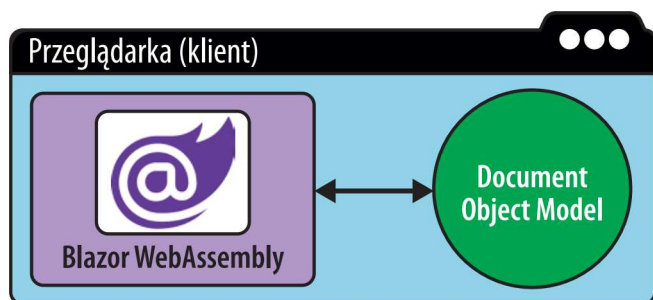 Przeglądarka (klient)
@
Blazor WebAssembly
Document
Object Model